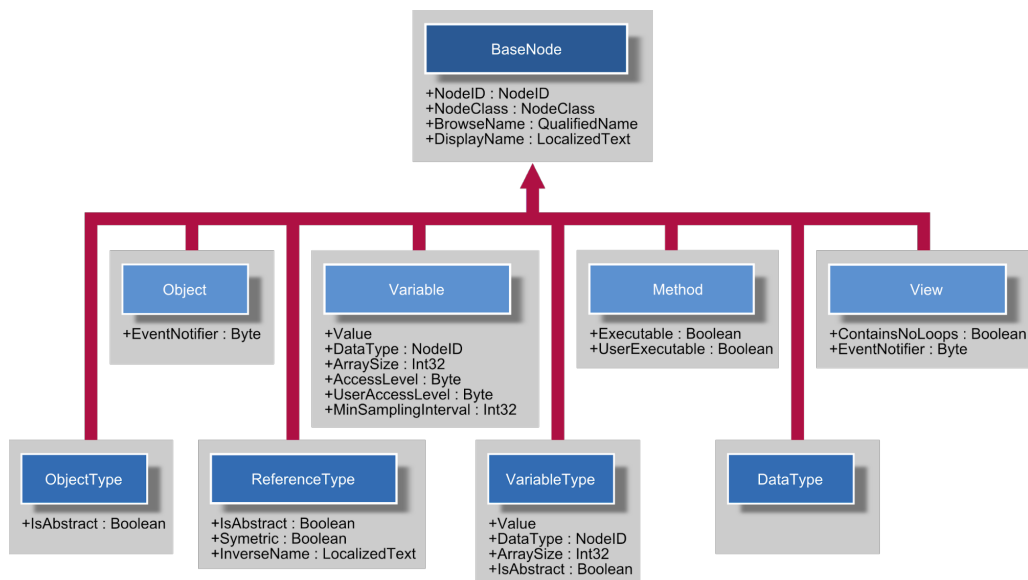 BaseNode
+NodeID : NodeID
+NodeClass : NodeClass
+BrowseName : QualifiedName
+DisplayName : LocalizedText
Object
+EventNotifier : Byte
Variable
+Value
+DataType : NodeID
+ArraySize : Int32
+AccessLevel : Byte
+UserAccessLevel : Byte
+MinSamplingInterval : Int32
Method
+Executable : Boolean
+UserExecutable : Boolean
View
+ContainsNoLoops : Boolean
+EventNotifier : Byte
ObjectType
+IsAbstract : Boolean
ReferenceType
+IsAbstract : Boolean
+Symetric : Boolean
+InverseName : LocalizedText
VariableType
+Value
+DataType : NodeID
+ArraySize : Int32
+IsAbstract : Boolean
DataType